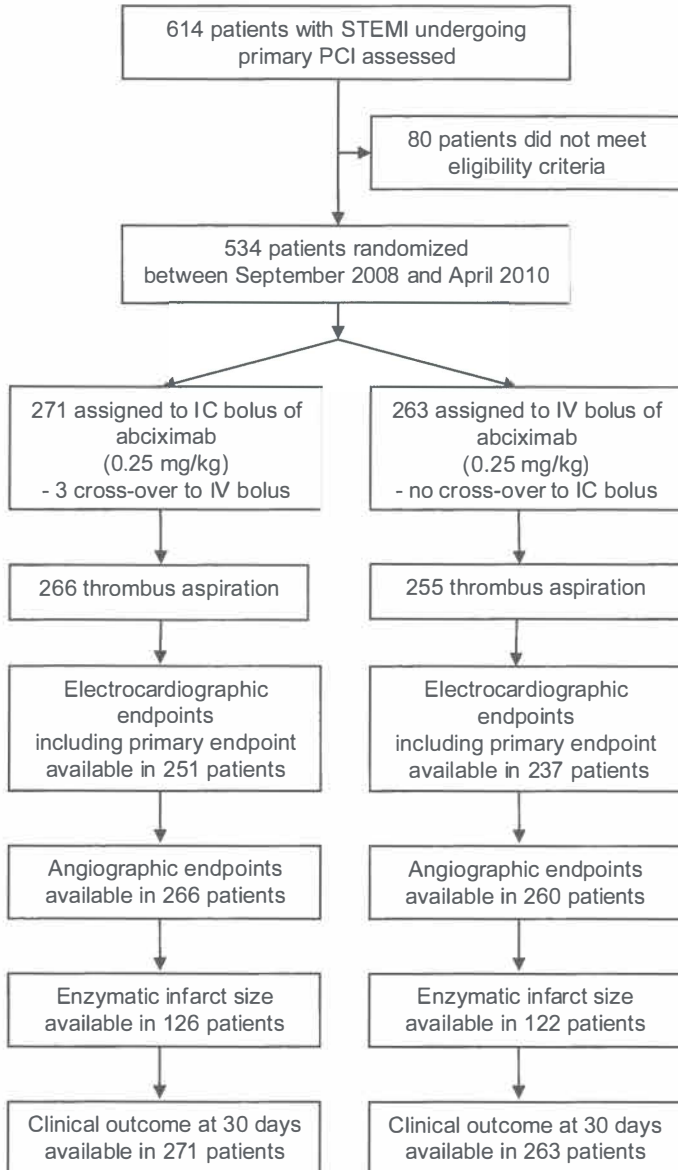 614 patients with STEMI undergoing
primary PCI assessed
80 patients did not meet
eligibility criteria
534 patients randomized
between September 2008 and April 2010
271 assigned to IC bolus of
abciximab
(0.25 mg/kg)
- 3 cross-over to IV bolus
263 assigned to IV bolus of
abciximab
(0.25 mg/kg)
- no cross-over to IC bolus
266 thrombus aspiration
255 thrombus aspiration
Electrocardiographic
endpoints
including primary endpoint
available in 251 patients
Electrocardiographic
endpoints
including primary endpoint
available in 237 patients
Angiographic endpoints
available in 266 patients
Angiographic endpoints
available in 260 patients
Enzymatic infarct size
available in 126 patients
Enzymatic infarct size
available in 122 patients
Clinical outcome at 30 days
available in 271 patients
Clinical outcome at 30 days
available in 263 patients